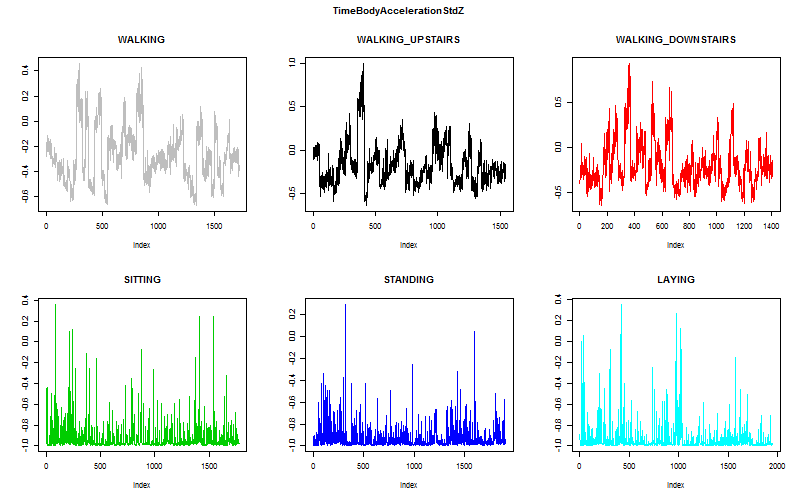 TimeBodyAccelerationStdZ
WALKING
0.4
0.2
0.0
-0.2
-0.4
-0.6
0 500 1000 1500
Index
WALKING_UPSTAIRS
1.0
0.5
0.0
-0.5
0 500 1000 1500
Index
WALKING_DOWNSTAIRS
0.5
0.0
-0.5
0 200 400 600 800 1000 1200 1400
Index
SITTING
0.4
0.2
0.0
-0.2
-0.4
-0.6
-0.8
-1.0
0 500 1000 1500
Index
STANDING
0.2
0.0
-0.2
-0.4
-0.6
-0.8
-1.0
0 500 1000 1500
Index
LAYING
0.4
0.2
0.0
-0.2
-0.4
-0.6
-0.8
-1.0
0 500 1000 1500 2000
Index